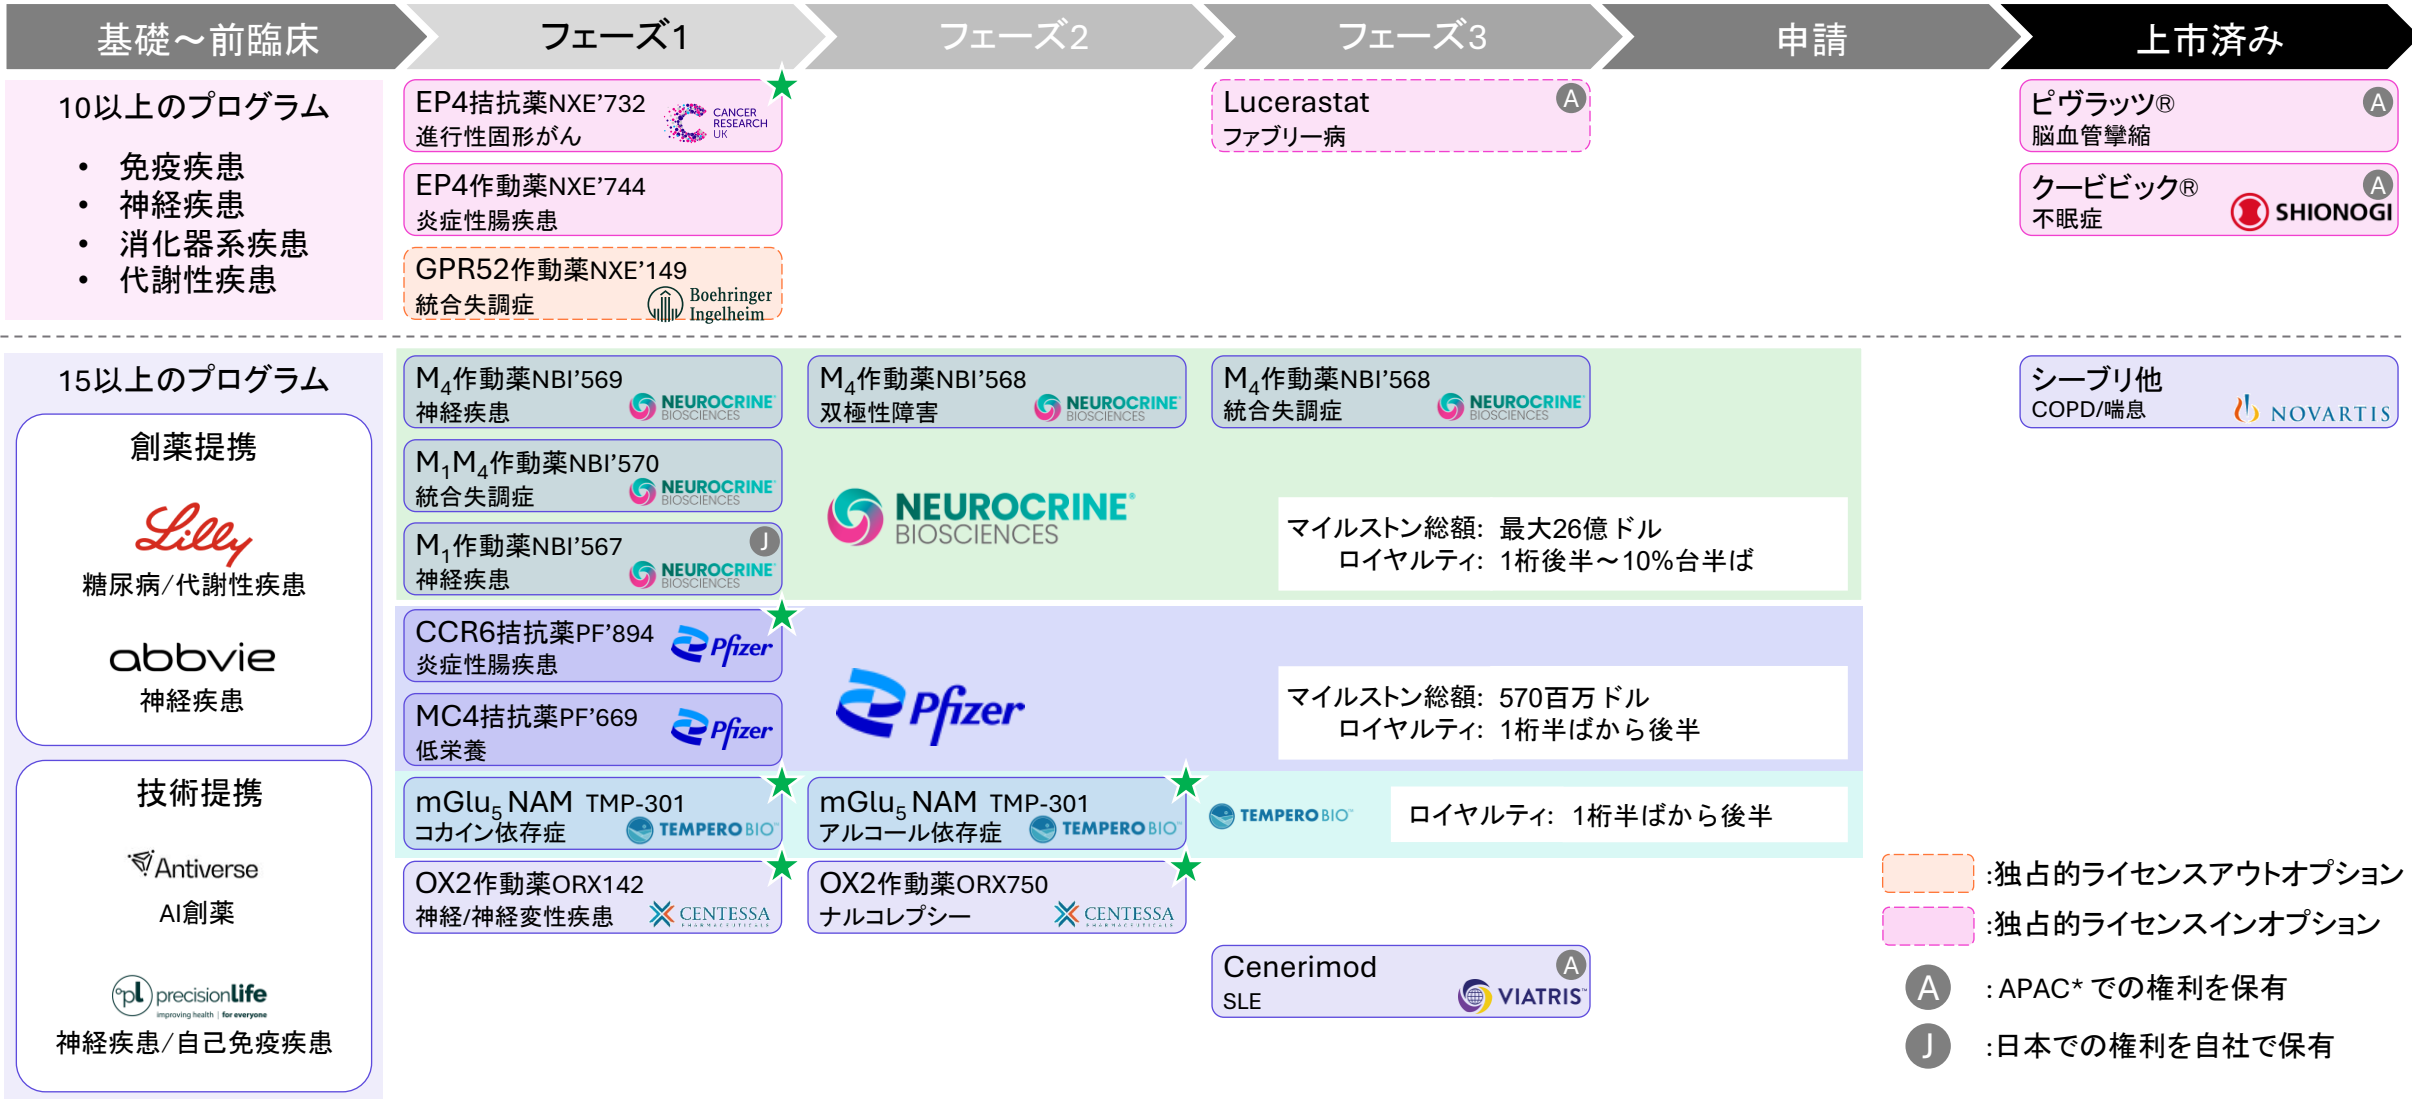 基礎～前臨床
フェーズ1
フェーズ2
フェーズ3
申請
上市済み
10以上のプログラム
• 免疫疾患
• 神経疾患
• 消化器系疾患
• 代謝性疾患
EP4拮抗薬NXE'732
進行性固形がん
CANCER
RESEARCH
UK
EP4作動薬NXE'744
炎症性腸疾患
GPR52作動薬NXE'149
統合失調症
Boehringer
Ingelheim
Lucerastat
ファブリー病
A
ピヴラッツ®
脳血管攣縮
A
クービビック®
不眠症
A
SHIONOGI
15以上のプログラム
創薬提携
Lilly
糖尿病/代謝性疾患
abbvie
神経疾患
技術提携
Antiverse
AI創薬
pl precisionlife
improving health | for everyone
神経疾患/自己免疫疾患
M4作動薬NBI'569
神経疾患
NEUROCRINE
BIOSCIENCES
M4作動薬NBI'568
双極性障害
NEUROCRINE
BIOSCIENCES
M4作動薬NBI'568
統合失調症
NEUROCRINE
BIOSCIENCES
シーブリ他
COPD/喘息
NOVARTIS
M1M4作動薬NBI'570
統合失調症
NEUROCRINE
BIOSCIENCES
M1作動薬NBI'567
神経疾患
J
NEUROCRINE
BIOSCIENCES
NEUROCRINE®
BIOSCIENCES
マイルストン総額: 最大26億ドル
ロイヤルティ: 1桁後半～10%台半ば
CCR6拮抗薬PF'894
炎症性腸疾患
Pfizer
MC4拮抗薬PF'669
低栄養
Pfizer
Pfizer
マイルストン総額: 570百万ドル
ロイヤルティ: 1桁半ばから後半
mGlu5 NAM TMP-301
コカイン依存症
TEMPERO BIO™
mGlu5 NAM TMP-301
アルコール依存症
TEMPERO BIO™
TEMPERO BIO™
ロイヤルティ: 1桁半ばから後半
OX2作動薬ORX142
神経/神経変性疾患
CENTESSA
PHARMACEUTICALS
OX2作動薬ORX750
ナルコレプシー
CENTESSA
PHARMACEUTICALS
Cenerimod
SLE
A
VIATRIS™
:独占的ライセンスアウトオプション
:独占的ライセンスインオプション
A : APAC* での権利を保有
J :日本での権利を自社で保有